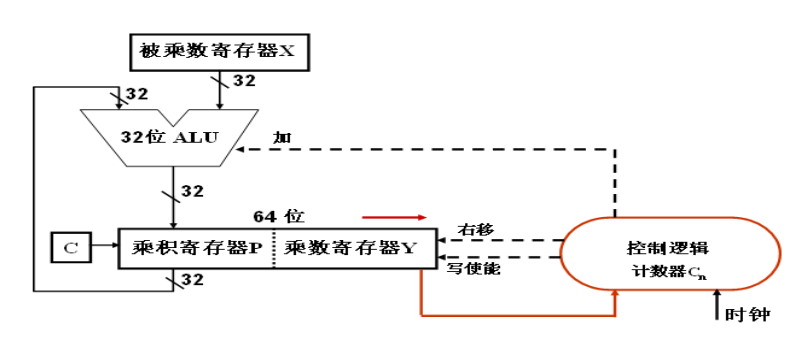 被乘数寄存器X
32
32
32位 ALU
加
32
64 位
C
乘积寄存器P
乘数寄存器Y
右移
写使能
控制逻辑
计数器Cn
32
时钟